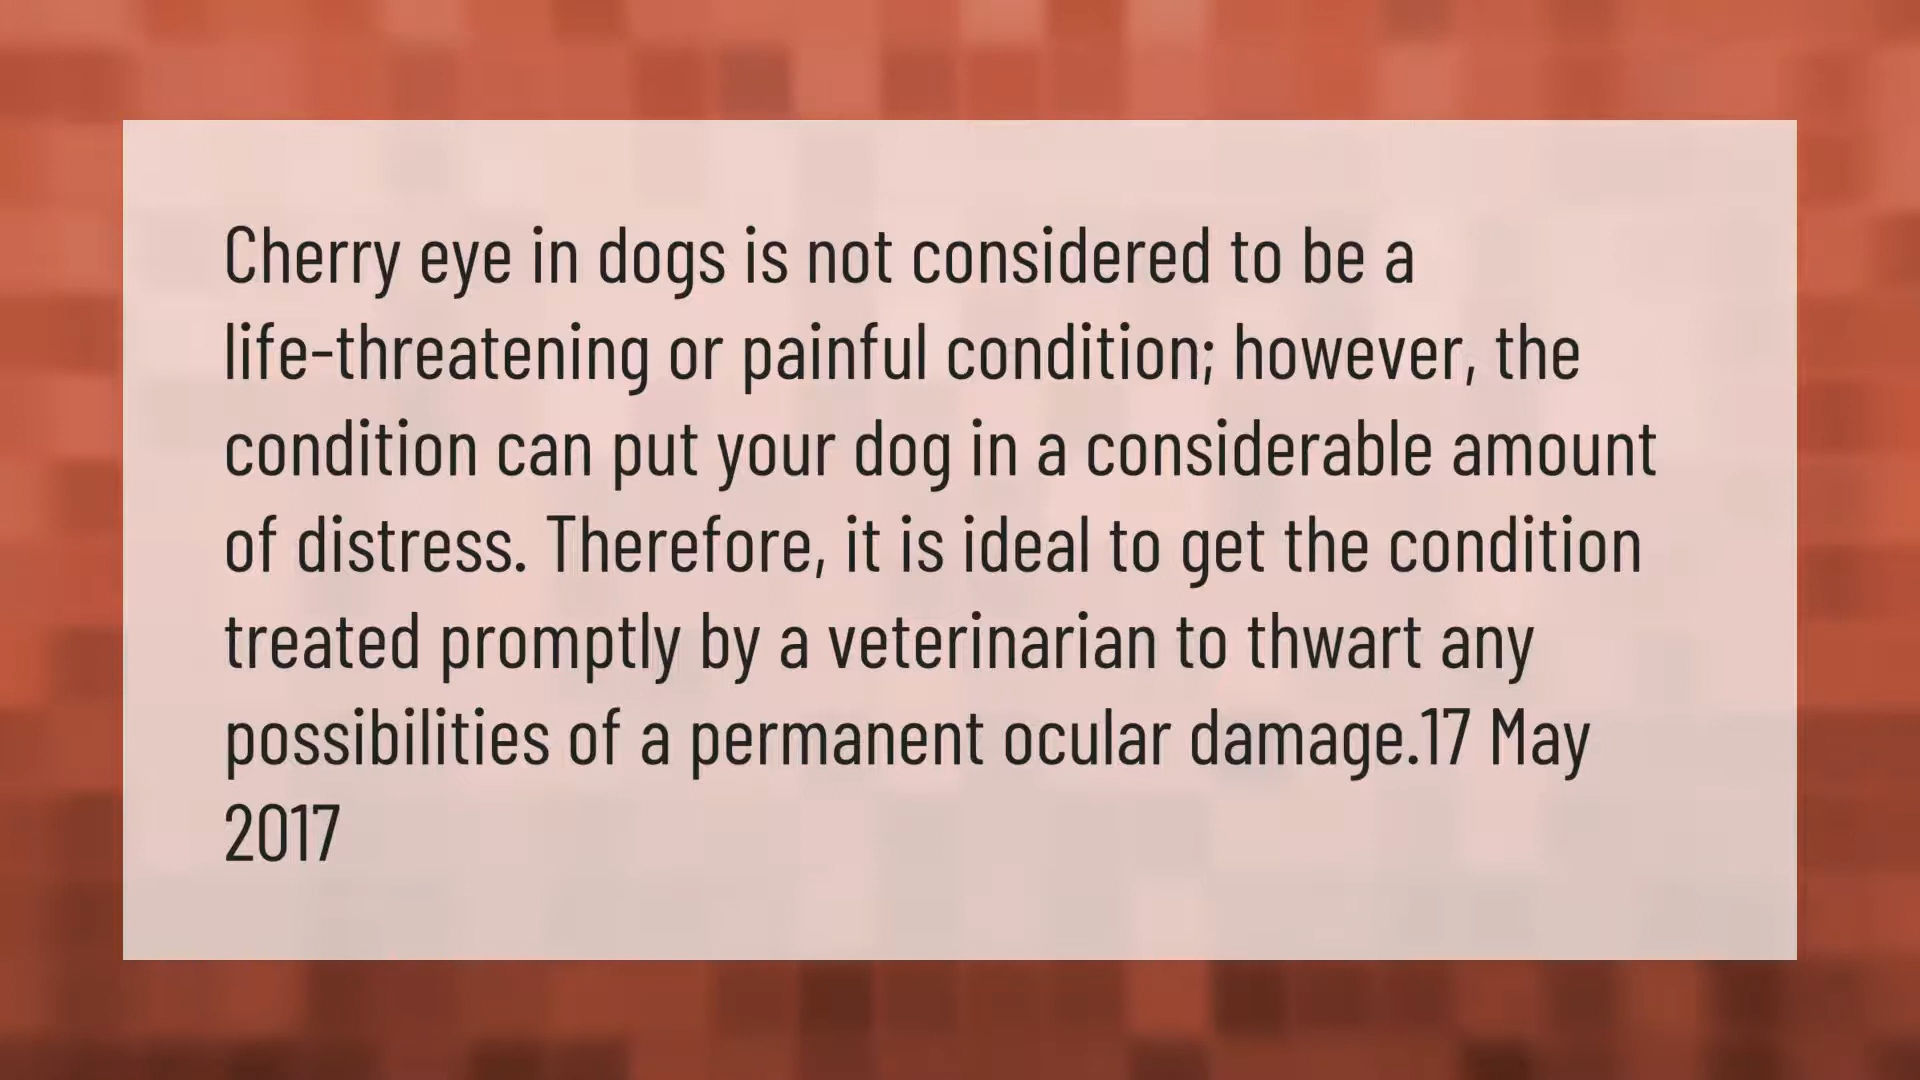 Cherry eye in dogs is not considered to be a
life-threatening or painful condition; however, the
condition can put your dog in a considerable amount
of distress. Therefore, it is ideal to get the condition
treated promptly by a veterinarian to thwart any
possibilities of a permanent ocular damage.17 May
2017